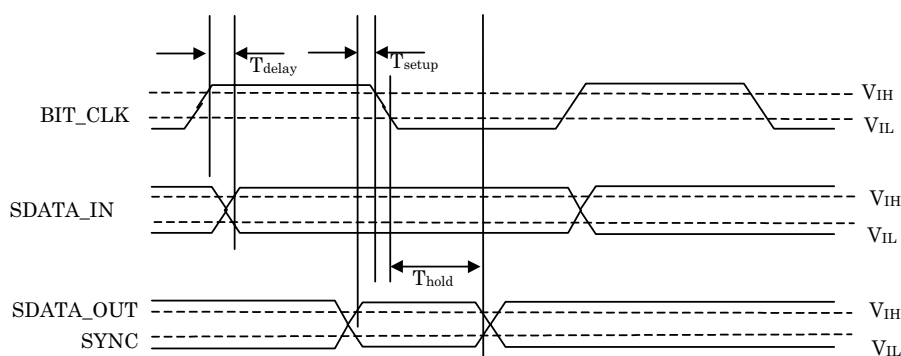 Tdelay
Tsetup
BIT_CLK
VIH
VIL
SDATA_IN
VIH
VIL
Thold
SDATA_OUT
SYNC
VIH
VIL